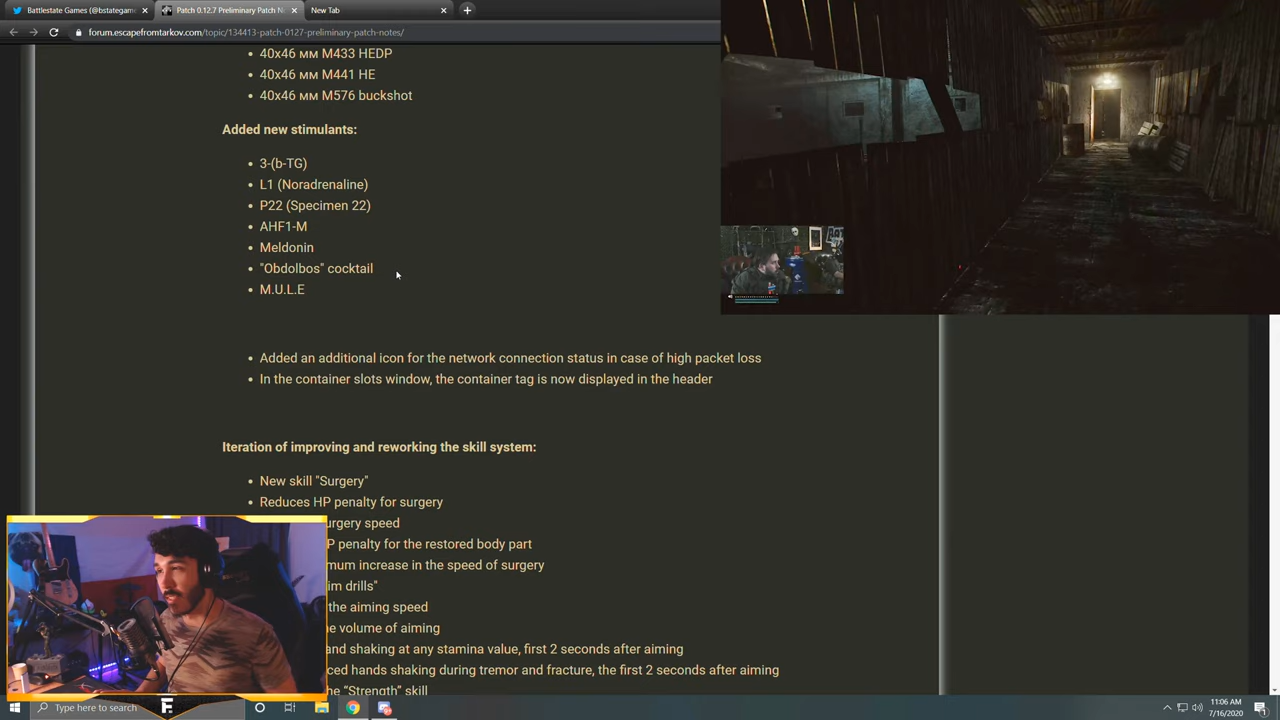 Battlestate Games (@bstategame
Patch 0.12.7 Preliminary Patch N
New Tab
forum.escapefromtarkov.com/topic/134413-patch-0127-preliminary-patch-notes/
40x46 мм M433 HEDP
40x46 мм M441 HE
40x46 мм M576 buckshot
Added new stimulants:
3-(b-TG)
L1 (Noradrenaline)
P22 (Specimen 22)
AHF1-M
Meldonin
"Obdolbos" cocktail
M.U.L.E
Added an additional icon for the network connection status in case of high packet loss
In the container slots window, the container tag is now displayed in the header
Iteration of improving and reworking the skill system:
New skill "Surgery"
Reduces HP penalty for surgery
urgery speed
P penalty for the restored body part
mum increase in the speed of surgery
im drills"
the aiming speed
e volume of aiming
and shaking at any stamina value, first 2 seconds after aiming
ced hands shaking during tremor and fracture, the first 2 seconds after aiming
he “Strength” skill
Type here to search
11:06 AM
7/16/2020